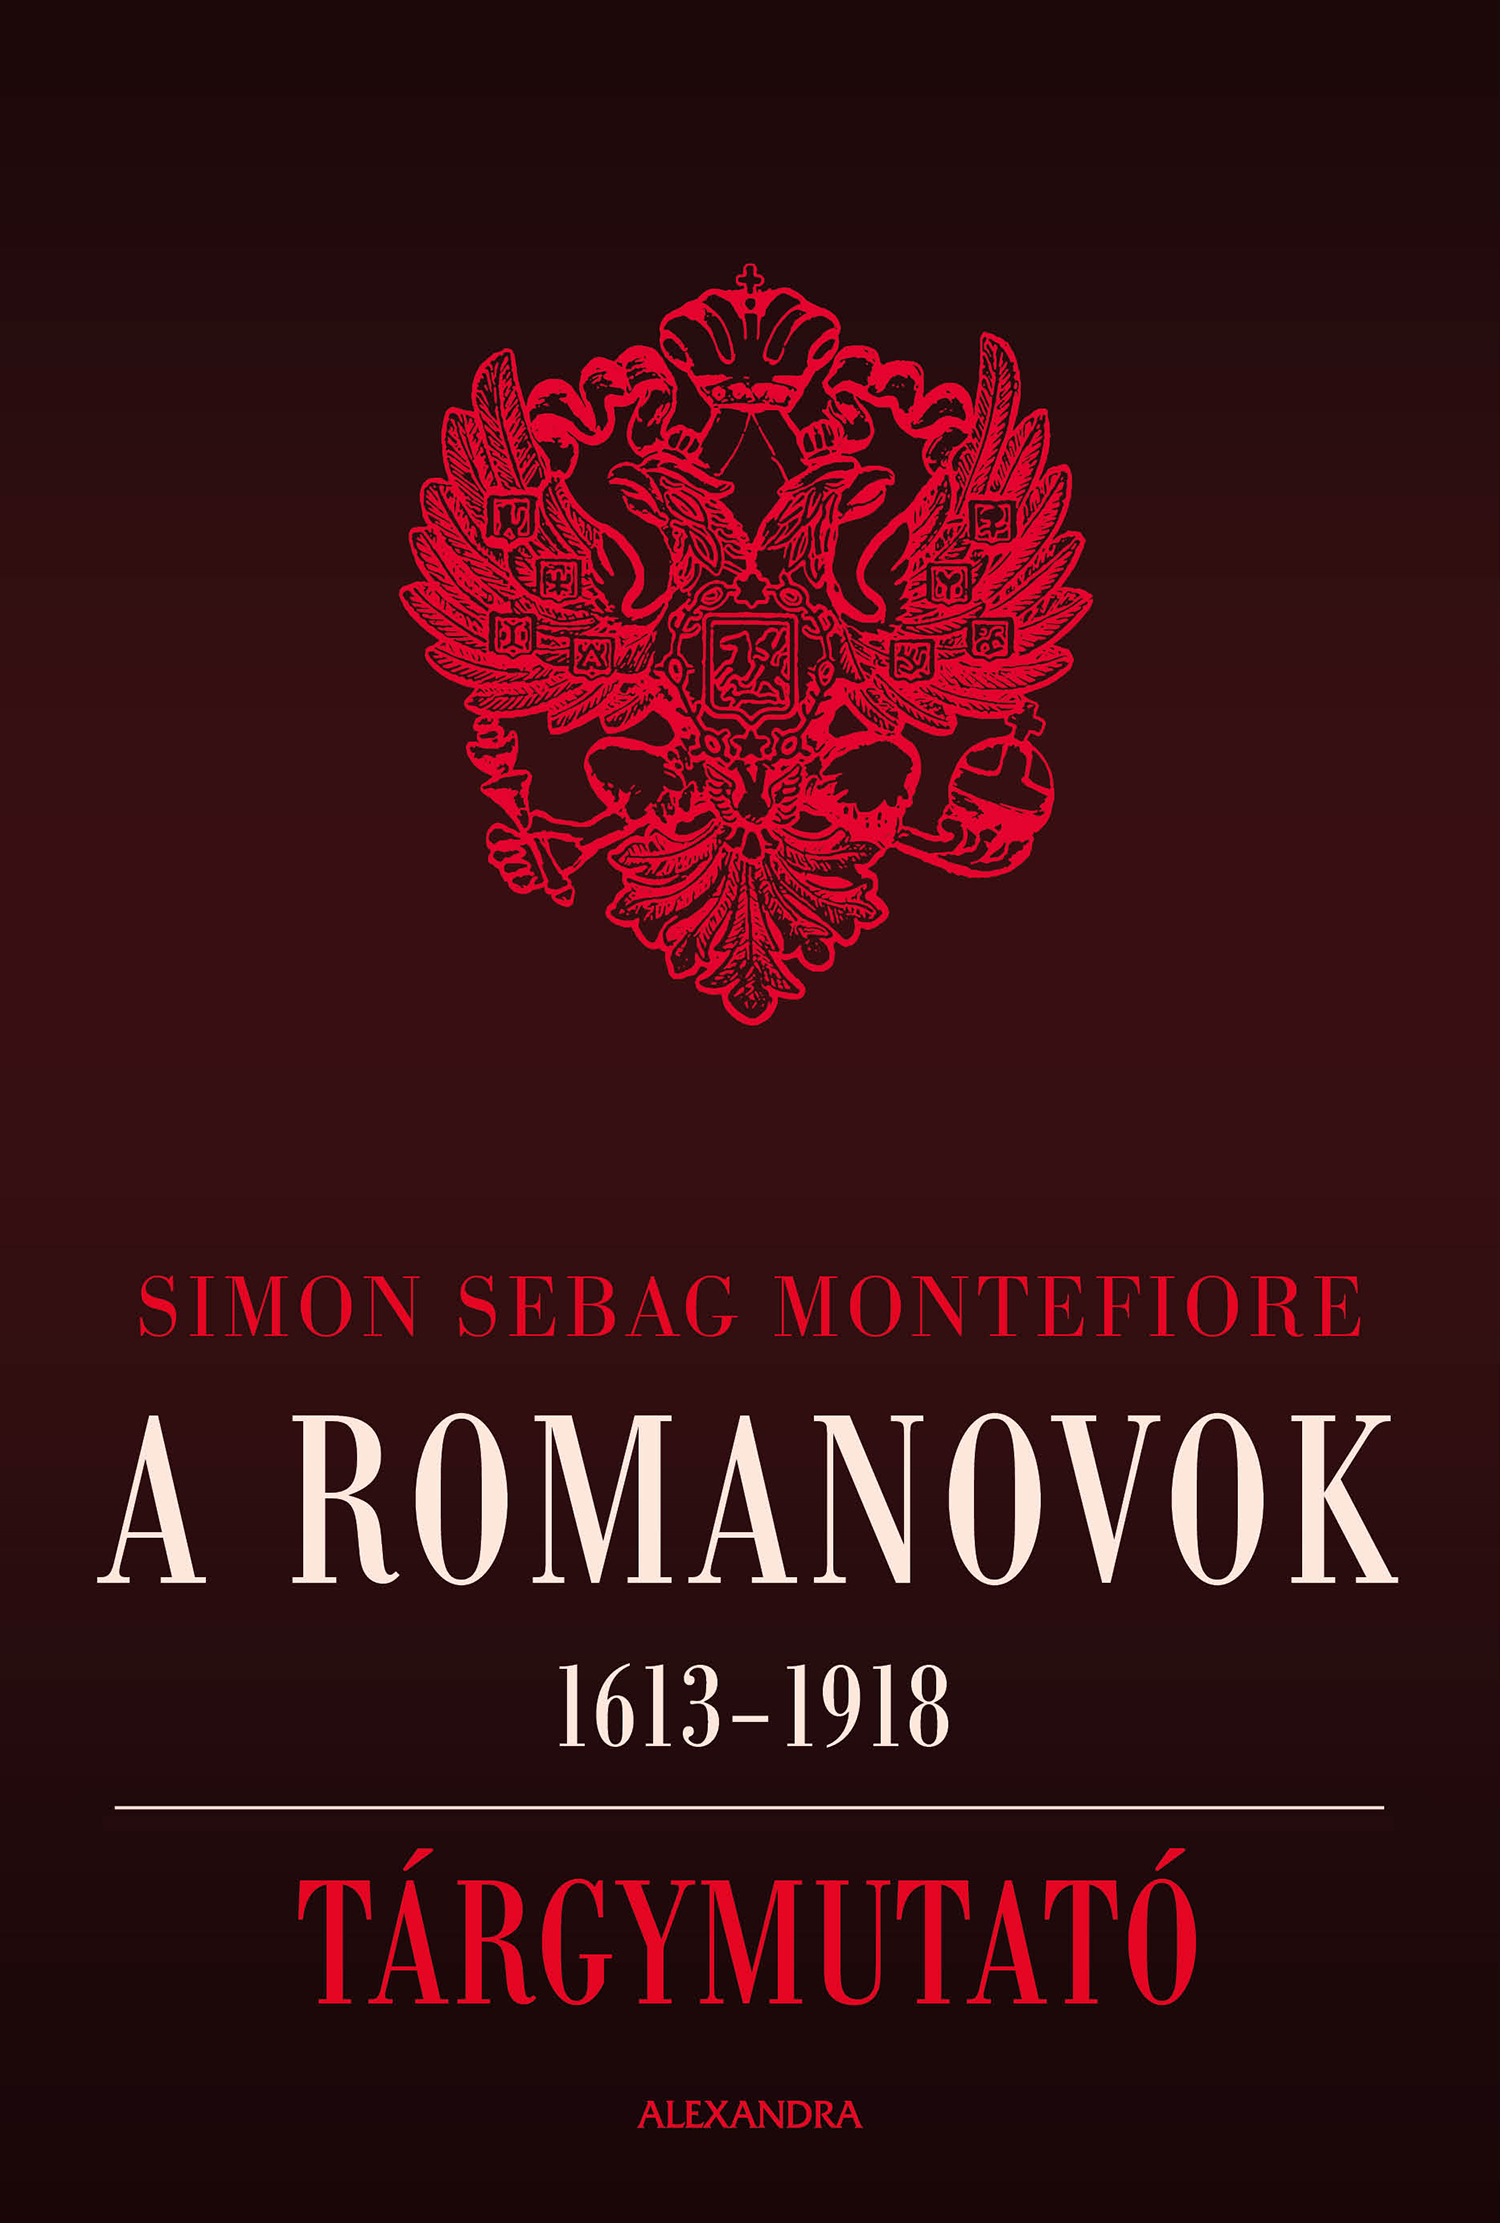 SIMON SEBAG MONTEFIORE
A ROMANOVOK
1613–1918
TÁRGYMUTATÓ
ALEXANDRA